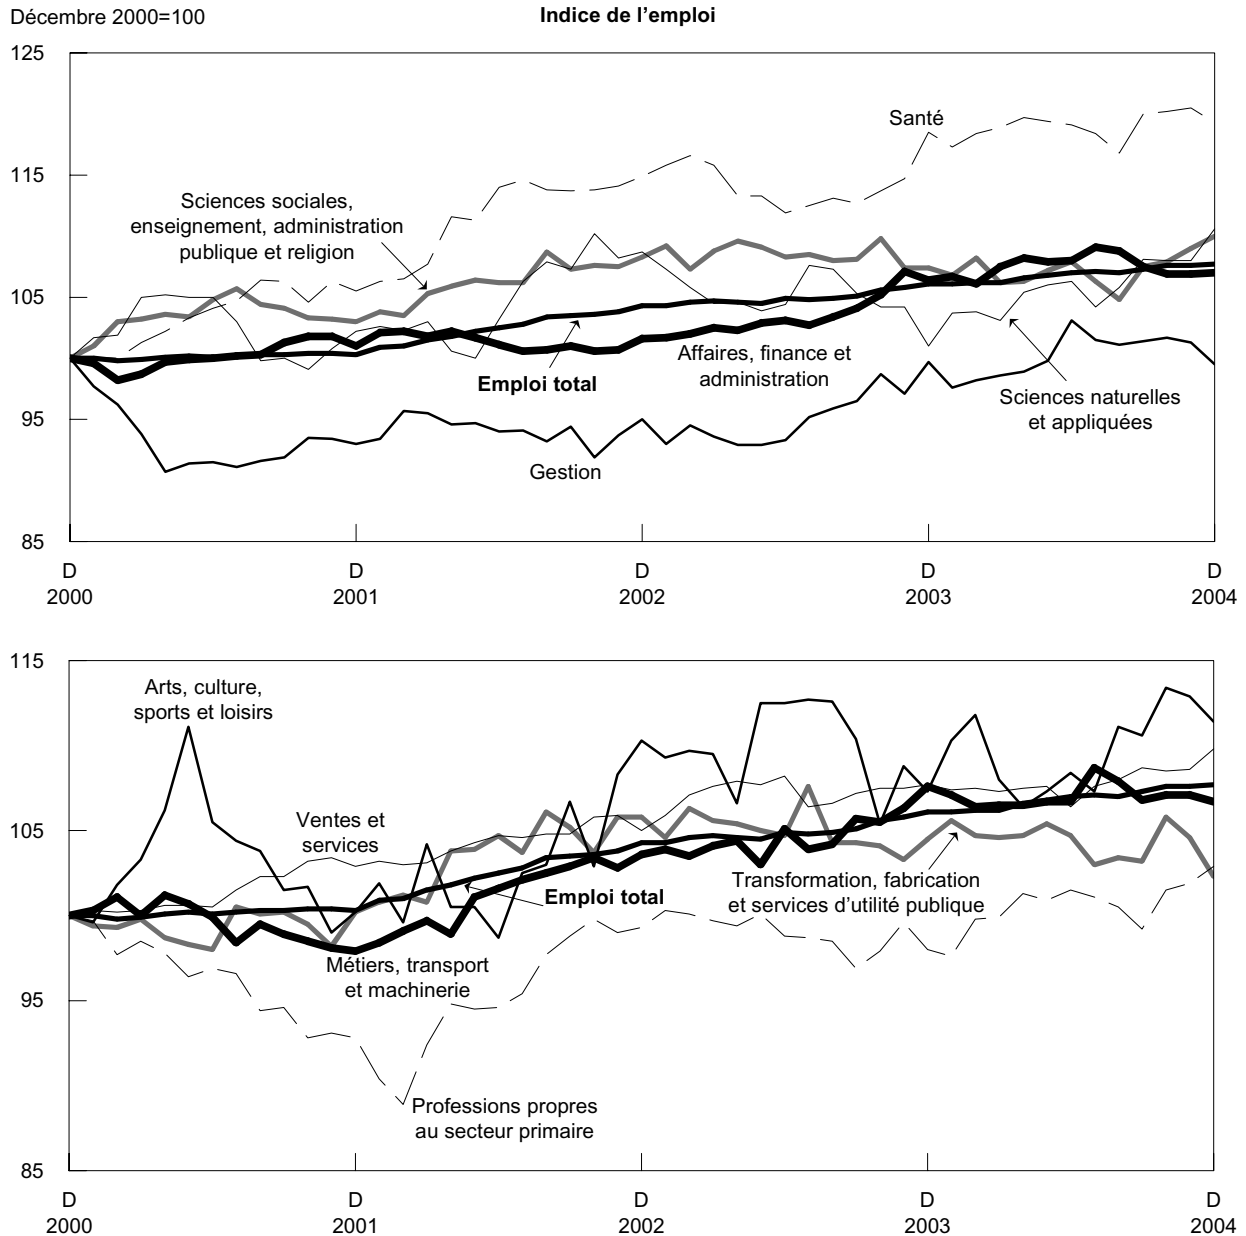 Décembre 2000=100
Indice de l'emploi
125
115
105
95
85
Santé
Sciences sociales,
enseignement, administration
publique et religion
Emploi total
Affaires, finance et
administration
Sciences naturelles
et appliquées
Gestion
D D D D D
2000 2001 2002 2003 2004
115
105
95
85
Arts, culture,
sports et loisirs
Ventes et
services
Emploi total
Transformation, fabrication
et services d'utilité publique
Métiers, transport
et machinerie
Professions propres
au secteur primaire
D D D D D
2000 2001 2002 2003 2004